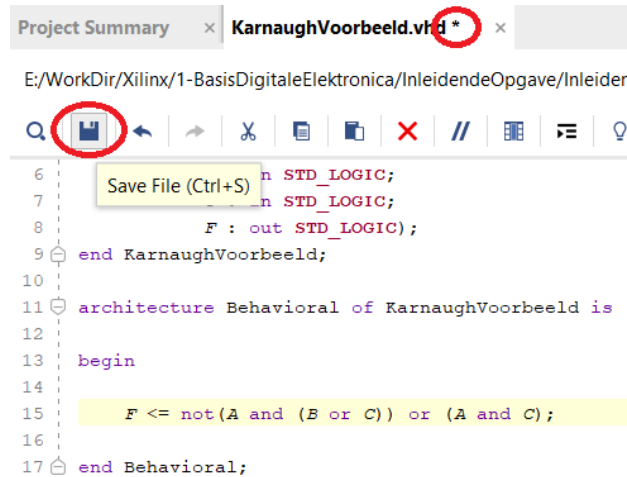 Project Summary × KarnaughVoorbeeld.vhd * ×
E:/WorkDir/Xilinx/1-BasisDigitaleElektronica/InleidendeOpgave/Inleiden
6 n STD_LOGIC;
Save File (Ctrl+S)
7 n STD_LOGIC;
8 F : out STD_LOGIC);
9 end KarnaughVoorbeeld;
10
11 architecture Behavioral of KarnaughVoorbeeld is
12
13 begin
14
15 F <= not(A and (B or C)) or (A and C);
16
17 end Behavioral;